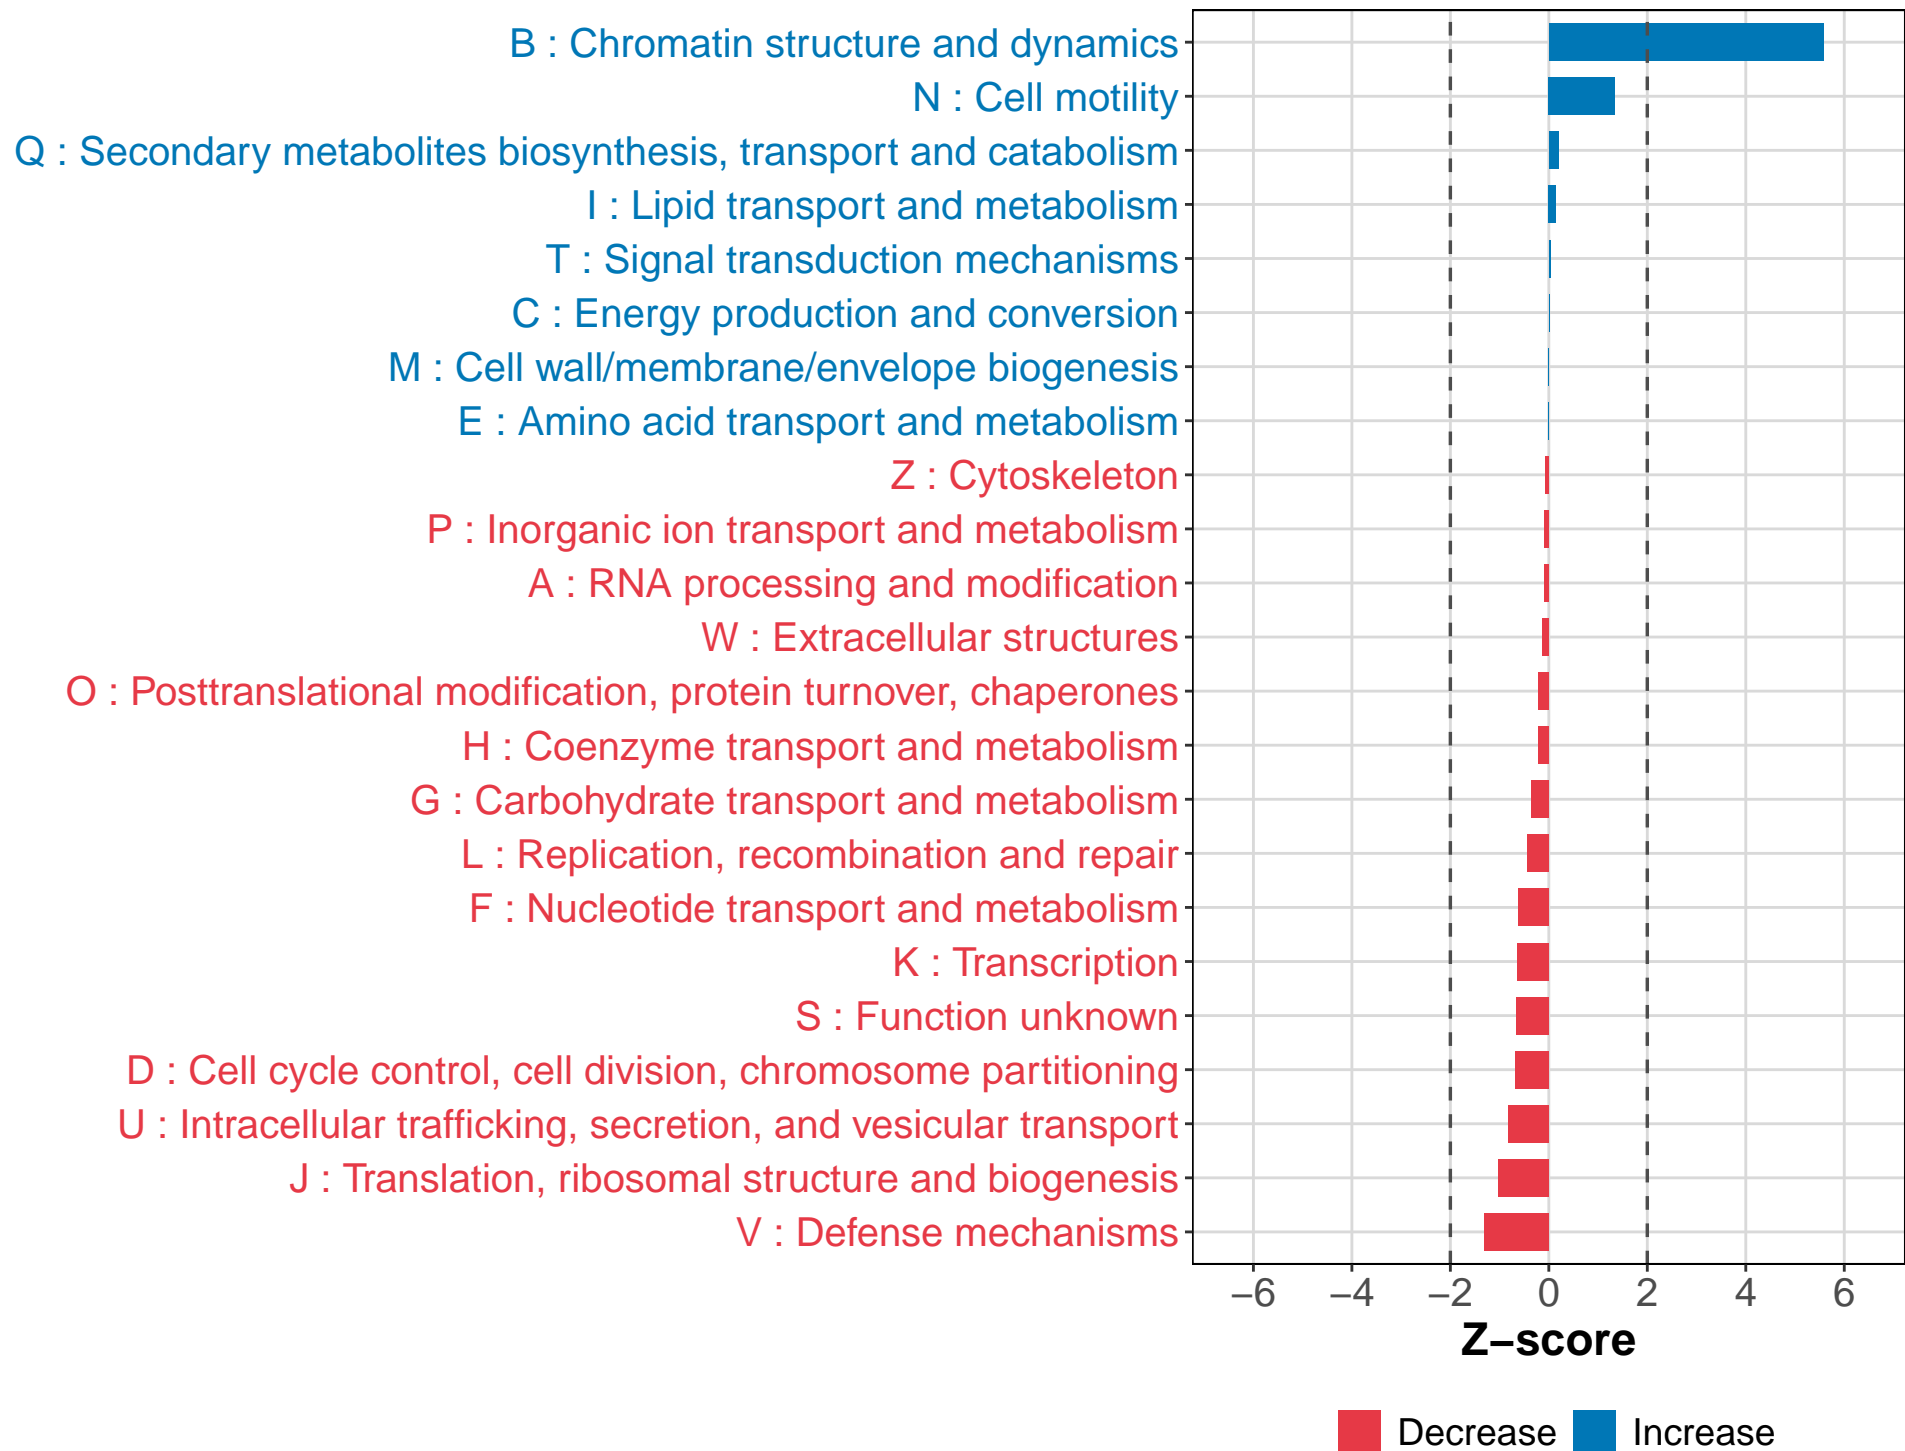 B : Chromatin structure and dynamics
N : Cell motility
Q : Secondary metabolites biosynthesis, transport and catabolism
I : Lipid transport and metabolism
T : Signal transduction mechanisms
C : Energy production and conversion
M : Cell wall/membrane/envelope biogenesis
E : Amino acid transport and metabolism
Z : Cytoskeleton
P : Inorganic ion transport and metabolism
A : RNA processing and modification
W : Extracellular structures
O : Posttranslational modification, protein turnover, chaperones
H : Coenzyme transport and metabolism
G : Carbohydrate transport and metabolism
L : Replication, recombination and repair
F : Nucleotide transport and metabolism
K : Transcription
S : Function unknown
D : Cell cycle control, cell division, chromosome partitioning
U : Intracellular trafficking, secretion, and vesicular transport
J : Translation, ribosomal structure and biogenesis
V : Defense mechanisms
−6 −4 −2 0 2 4 6
Z−score
Decrease Increase